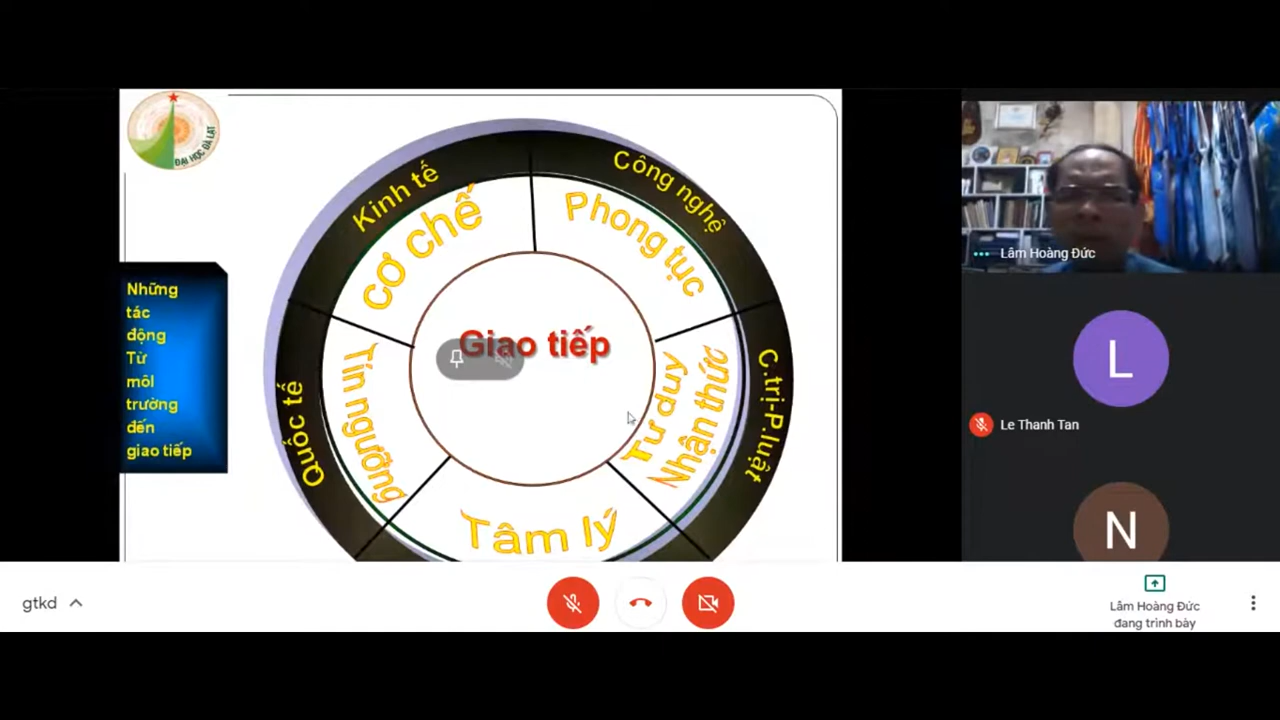 ĐẠI HỌC ĐÀ LẠT
Những
tác
động
Từ
môI
trường
đến
giao tiếp
Kinh tế
Công nghệ
C.trị-P.luật
Quốc tế
Cơ chế
Phong tục
Tư duy
Nhận thức
Tâm lý
Tín ngưỡng
Giao tiếp
Lâm Hoàng Đức
L
Le Thanh Tan
N
gtkd
Lâm Hoàng Đức
đang trình bày